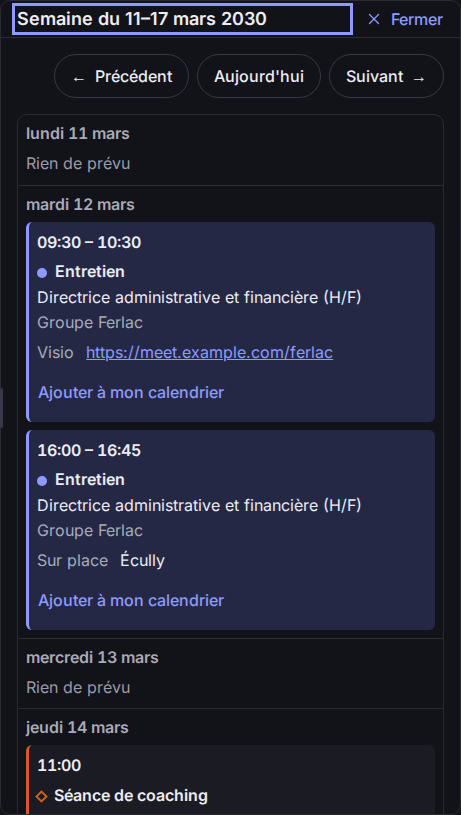 Semaine du 11–17 mars 2030
Fermer
← Précédent
Aujourd'hui
Suivant →
lundi 11 mars
Rien de prévu
mardi 12 mars
09:30 – 10:30
Entretien
Directrice administrative et financière (H/F)
Groupe Ferlac
Visio https://meet.example.com/ferlac
Ajouter à mon calendrier
16:00 – 16:45
Entretien
Directrice administrative et financière (H/F)
Groupe Ferlac
Sur place Écully
Ajouter à mon calendrier
mercredi 13 mars
Rien de prévu
jeudi 14 mars
11:00
Séance de coaching